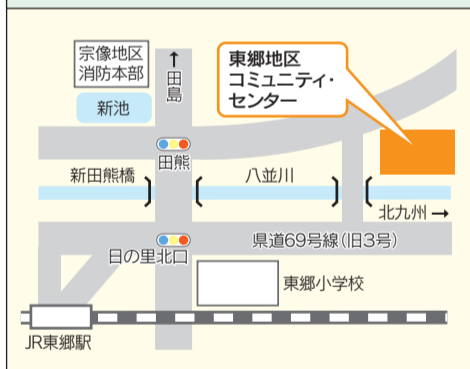 宗像地区
消防本部
↑
田島
東郷地区
コミュニティ・
センター
新池
田熊
新田熊橋
八並川
北九州→
県道69号線(旧3号)
日の里北口
東郷小学校
JR東郷駅